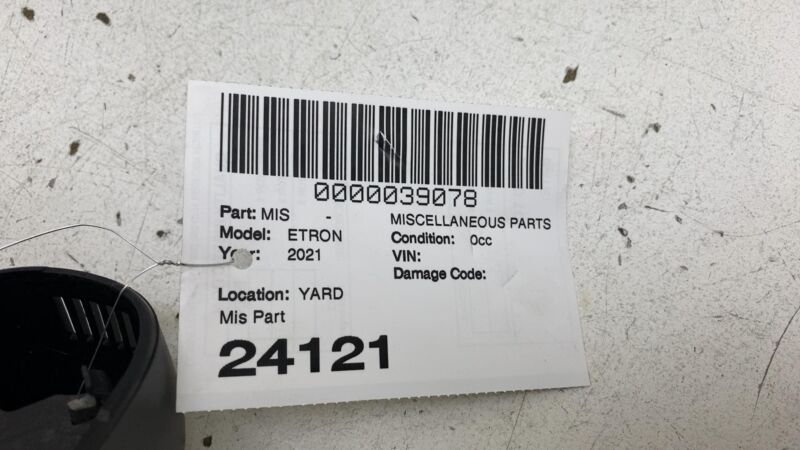 0000039078
Part: MIS - MISCELLANEOUS PARTS
Model: ETRON Condition: 0cc
Year: 2021 VIN:
Damage Code:
Location: YARD
Mis Part
24121